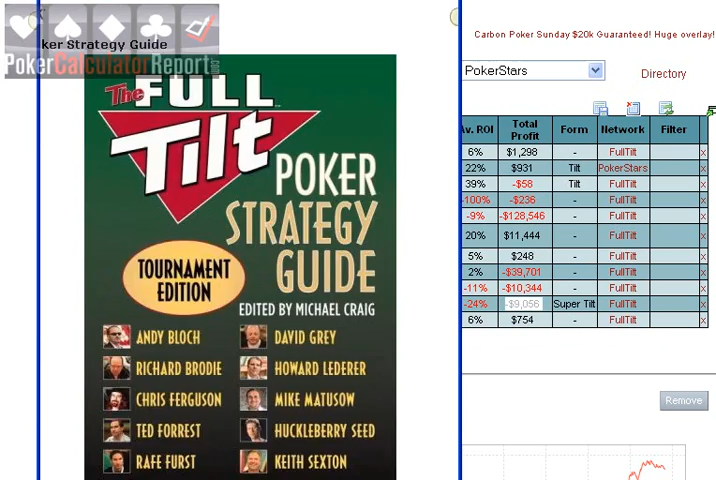 ker Strategy Guide
PokerCalculatorReport.com
The FULL
Tilt
POKER
STRATEGY
GUIDE
TOURNAMENT
EDITION
EDITED BY MICHAEL CRAIG
ANDY BLOCH
DAVID GREY
RICHARD BRODIE
HOWARD LEDERER
CHRIS FERGUSON
MIKE MATUSOW
TED FORREST
HUCKLEBERRY SEED
RAFE FURST
KEITH SEXTON
Carbon Poker Sunday $20k Guaranteed! Huge overlay!
PokerStars
Directory
Av. ROI Total Profit Form Network Filter
6% $1,298 - FullTilt x
22% $931 Tilt PokerStars x
39% -$58 Tilt FullTilt x
-100% -$236 - FullTilt x
-9% -$128,546 - FullTilt x
20% $11,444 - FullTilt x
5% $248 - FullTilt x
2% -$39,701 - FullTilt x
-11% -$10,344 - FullTilt x
-24% -$9,056 Super Tilt FullTilt x
6% $754 - FullTilt x
Remove